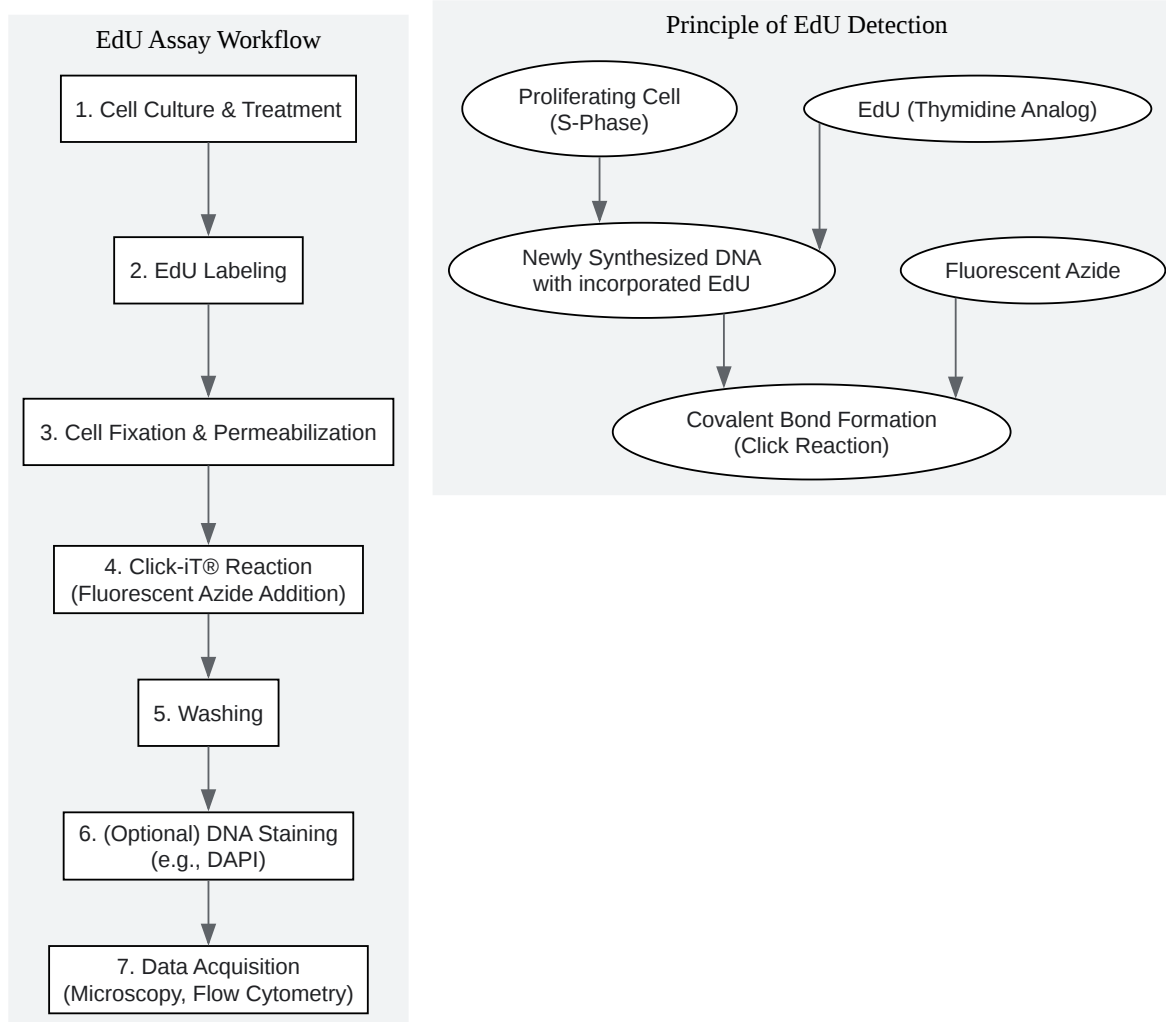 EdU Assay Workflow
1. Cell Culture & Treatment
2. EdU Labeling
3. Cell Fixation & Permeabilization
4. Click-iT® Reaction
(Fluorescent Azide Addition)
5. Washing
6. (Optional) DNA Staining
(e.g., DAPI)
7. Data Acquisition
(Microscopy, Flow Cytometry)
Principle of EdU Detection
Proliferating Cell
(S-Phase)
EdU (Thymidine Analog)
Newly Synthesized DNA
with incorporated EdU
Fluorescent Azide
Covalent Bond Formation
(Click Reaction)